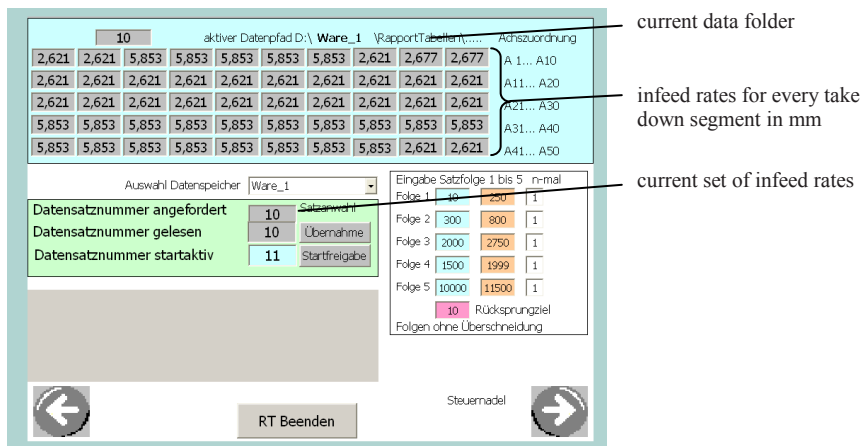 current data folder
10 aktiver Datenpfad D:\ Ware_1 \RapportTabellen\..... Achszuordnung
2,621 2,621 5,853 5,853 5,853 5,853 5,853 2,621 2,677 2,677 A 1... A10
2,621 2,621 2,621 2,621 2,621 2,621 2,621 2,621 2,621 2,621 A11... A20
2,621 2,621 2,621 2,621 2,621 2,621 2,621 2,621 2,621 2,621 A21... A30
5,853 5,853 5,853 5,853 5,853 5,853 5,853 5,853 5,853 5,853 A31... A40
5,853 5,853 5,853 5,853 5,853 5,853 5,853 5,853 2,621 2,621 A41... A50
infeed rates for every take
down segment in mm
Auswahl Datenspeicher Ware_1
current set of infeed rates
Datensatznummer angefordert 10 Satzanwahl
Datensatznummer gelesen 10 Übernahme
Datensatznummer startaktiv 11 Startfreigabe
Eingabe Satzfolge 1 bis 5 n-mal
Folge 1 10 250 1
Folge 2 300 800 1
Folge 3 2000 2750 1
Folge 4 1500 1999 1
Folge 5 10000 11500 1
10 Rücksprungziel
Folgen ohne Überschneidung
Steuernadel
RT Beenden